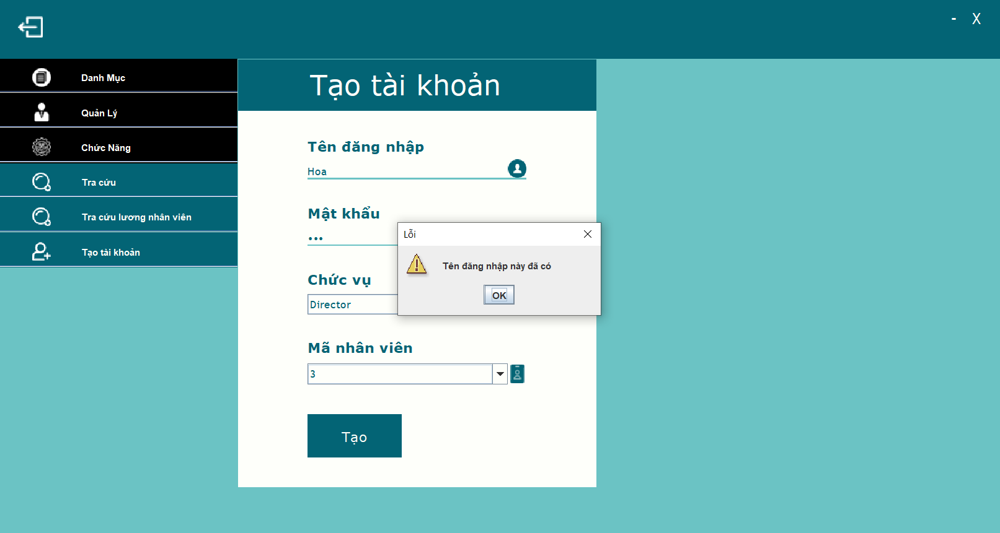 - X
Danh Mục
Quản Lý
Chức Năng
Tra cứu
Tra cứu lương nhân viên
Tạo tài khoản
Tạo tài khoản
Tên đăng nhập
Hoa
Mật khẩu
•••
Chức vụ
Director
Mã nhân viên
3
Tạo
Lỗi
Tên đăng nhập này đã có
OK